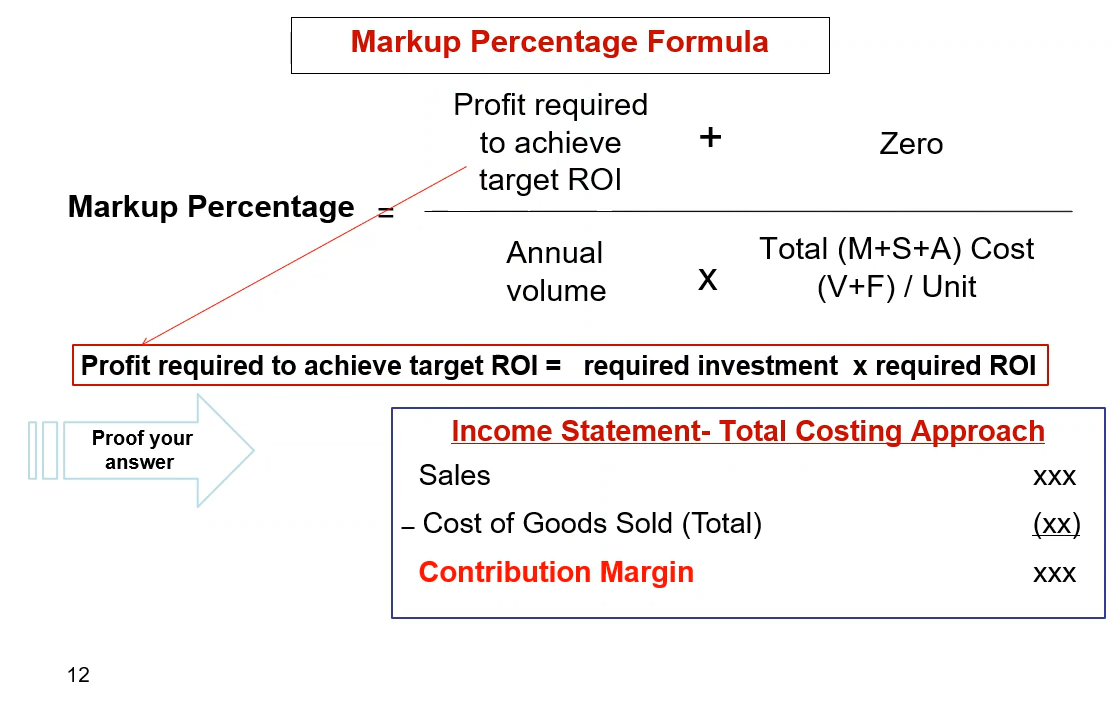 Markup Percentage Formula
Profit required
to achieve
target ROI
+
Zero
Markup Percentage =
Annual
volume
x
Total (M+S+A) Cost
(V+F) / Unit
Profit required to achieve target ROI = required investment x required ROI
Proof your
answer
Income Statement- Total Costing Approach
Sales xxx
– Cost of Goods Sold (Total) (xx)
Contribution Margin xxx
12